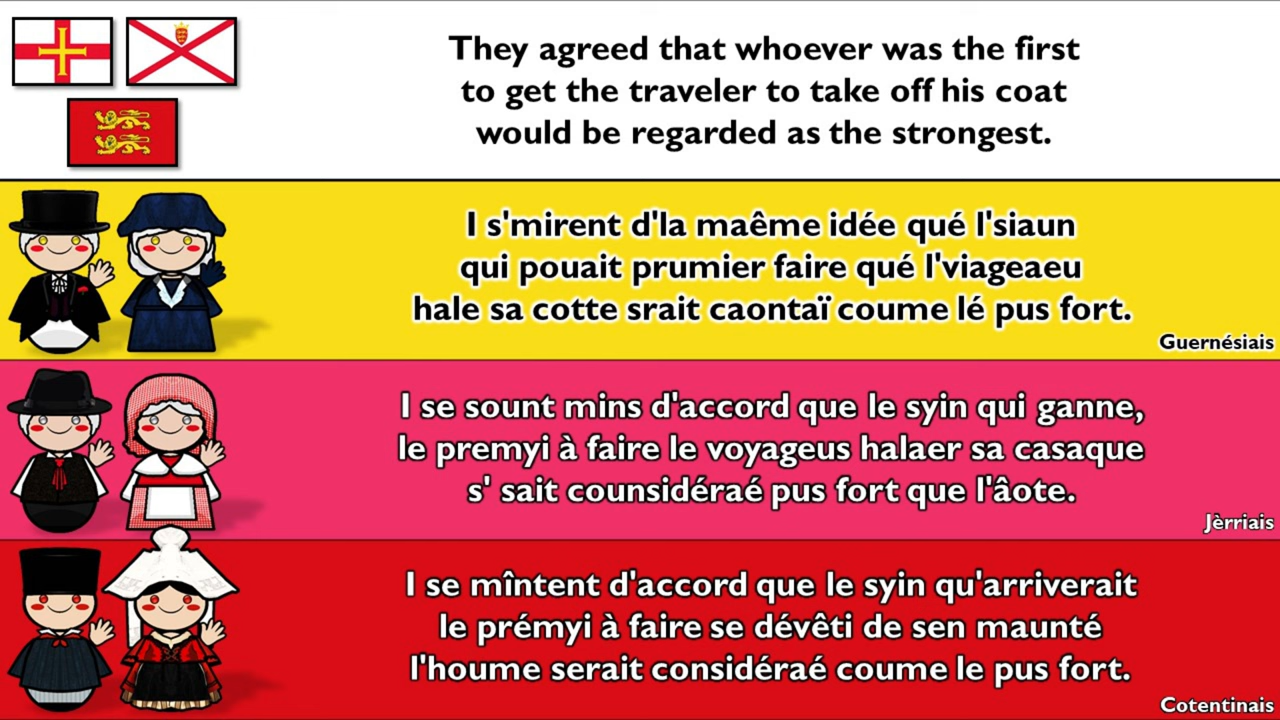 They agreed that whoever was the first
to get the traveler to take off his coat
would be regarded as the strongest.
I s'mirent d'la maême idée qué l'siaun
qui pouait prumier faire qué l'viageaeu
hale sa cotte srait caontaï coume lé pus fort.
Guernésiais
I se sount mins d'accord que le syin qui ganne,
le premyi à faire le voyageus halaer sa casaque
s' sait counsidéraé pus fort que l'âote.
Jèrriais
I se mîntent d'accord que le syin qu'arriverait
le prémyi à faire se dévêti de sen maunté
l'houme serait considéraé coume le pus fort.
Cotentinais